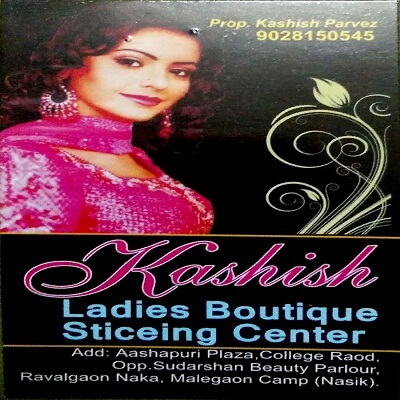 Prop. Kashish Parvez
9028150545
Kashish
Ladies Boutique
Sticeing Center
Add: Aashapuri Plaza,College Raod,
Opp.Sudarshan Beauty Parlour,
Ravalgaon Naka, Malegaon Camp (Nasik).